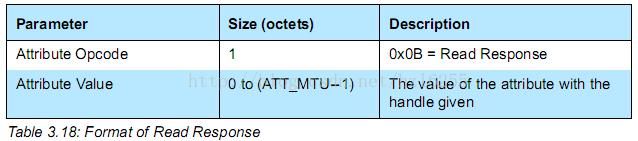 Parameter Size (octets) Description
Attribute Opcode 1 0x0B = Read Response
Attribute Value 0 to (ATT_MTU--1) The value of the attribute with the
handle given
Table 3.18: Format of Read Response